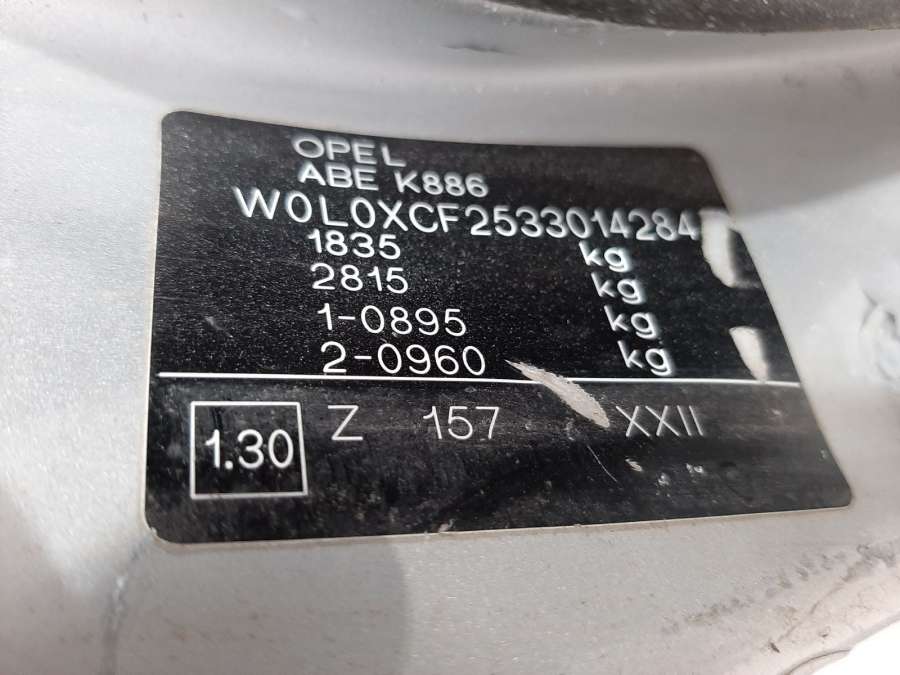 OPEL
ABE K886
W0L0XCF2533014284
1835 kg
2815 kg
1-0895 kg
2-0960 kg
1.30 Z 157 XXII